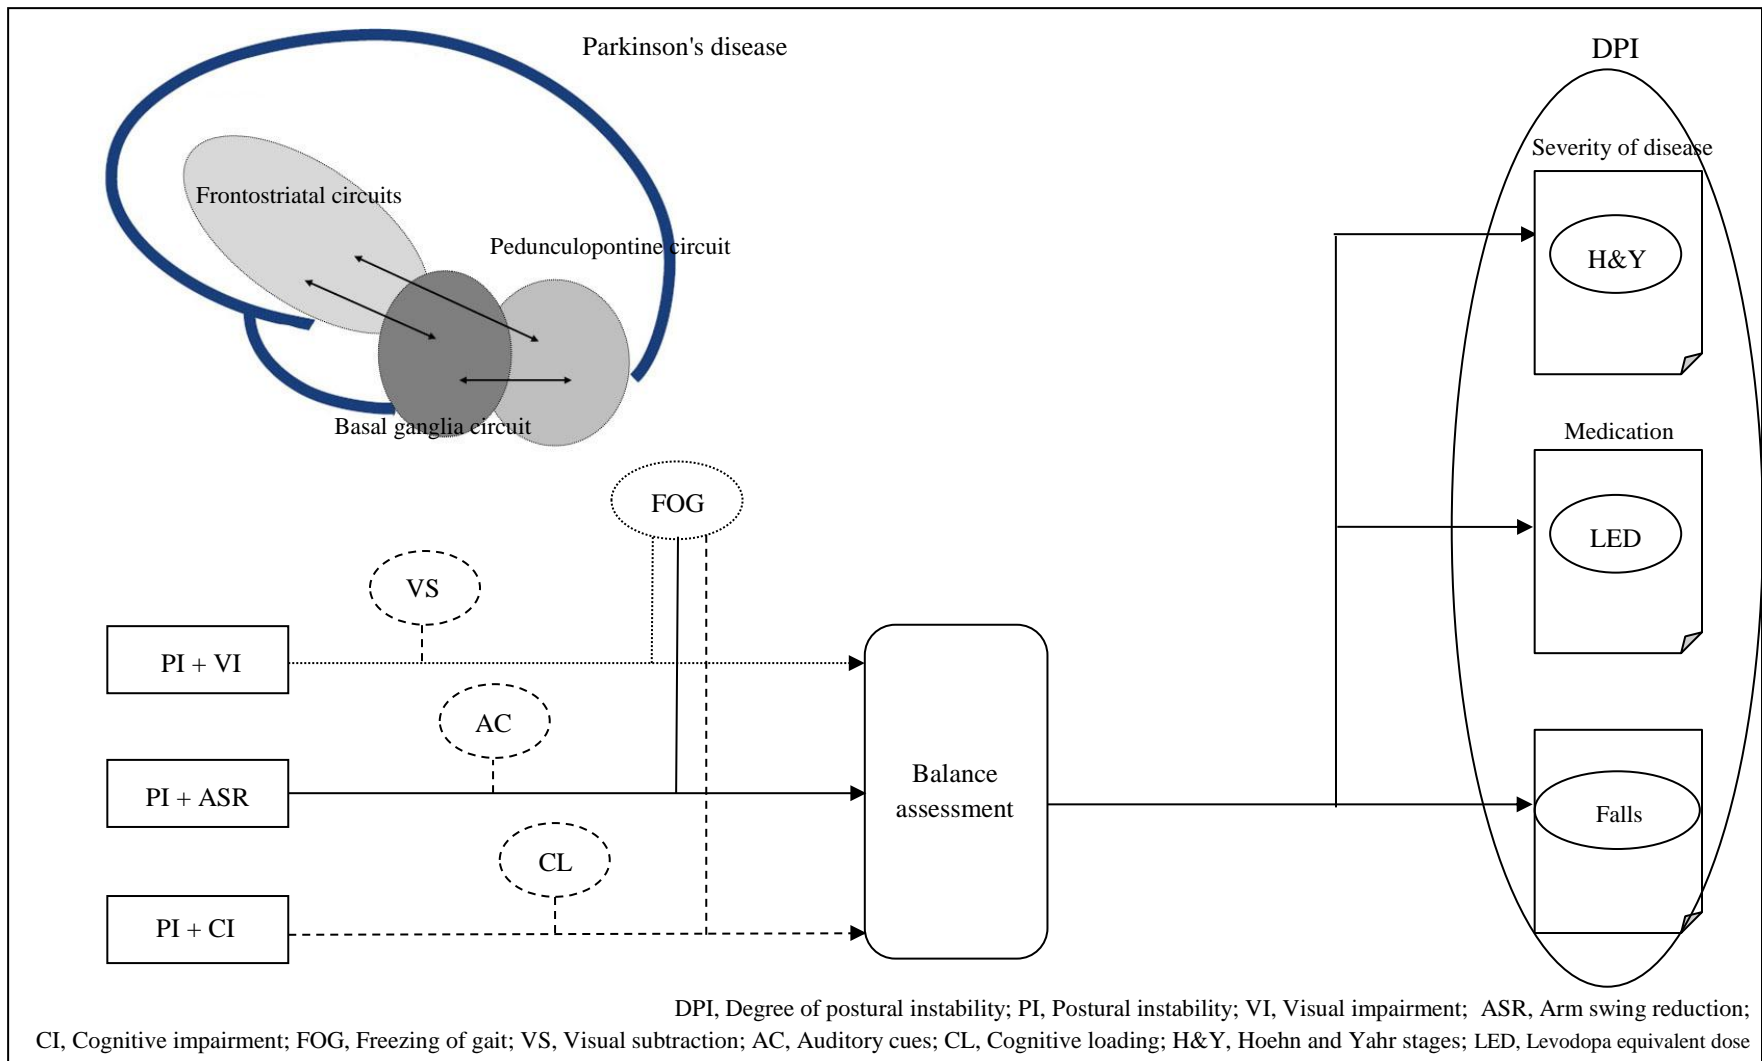 Parkinson's disease
DPI
Severity of disease
Frontostriatal circuits
Pedunculopontine circuit
H&Y
Basal ganglia circuit
Medication
FOG
LED
VS
PI + VI
AC
PI + ASR
Balance
assessment
Falls
CL
PI + CI
DPI, Degree of postural instability; PI, Postural instability; VI, Visual impairment; ASR, Arm swing reduction;
CI, Cognitive impairment; FOG, Freezing of gait; VS, Visual subtraction; AC, Auditory cues; CL, Cognitive loading; H&Y, Hoehn and Yahr stages; LED, Levodopa equivalent dose